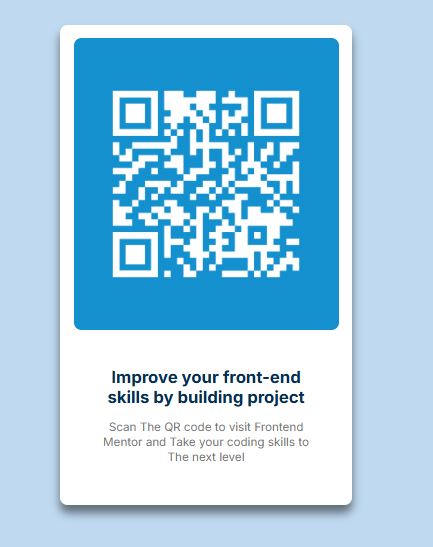 Improve your front-end
skills by building project
Scan The QR code to visit Frontend
Mentor and Take your coding skills to
The next level